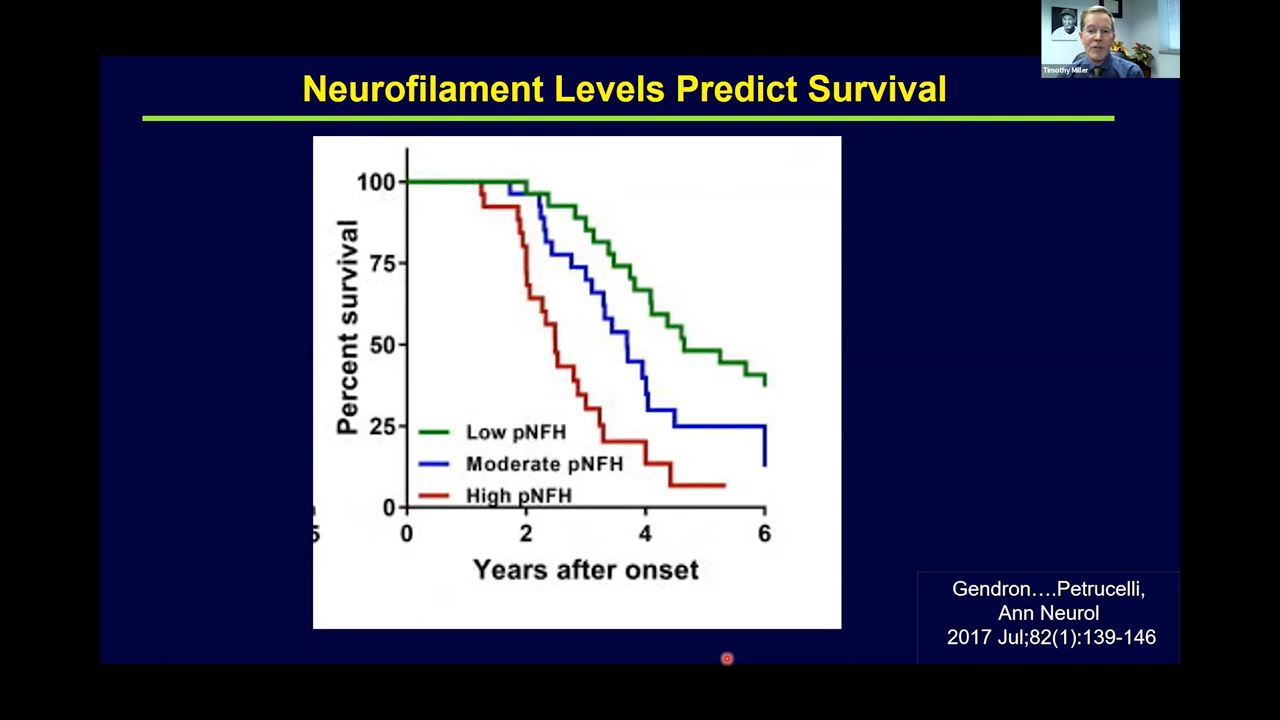 Timothy Miller
Neurofilament Levels Predict Survival
Percent survival
100
75
50
25
0
Low pNFH
Moderate pNFH
High pNFH
5
0
2
4
6
Years after onset
Gendron….Petrucelli,
Ann Neurol
2017 Jul;82(1):139-146